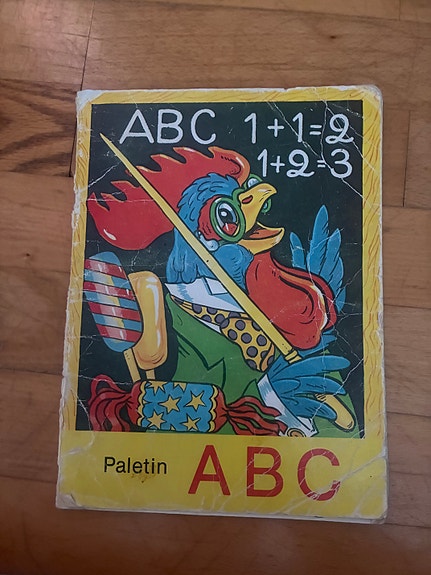 ABC 1+1=2
1+2=3
Paletin ABC